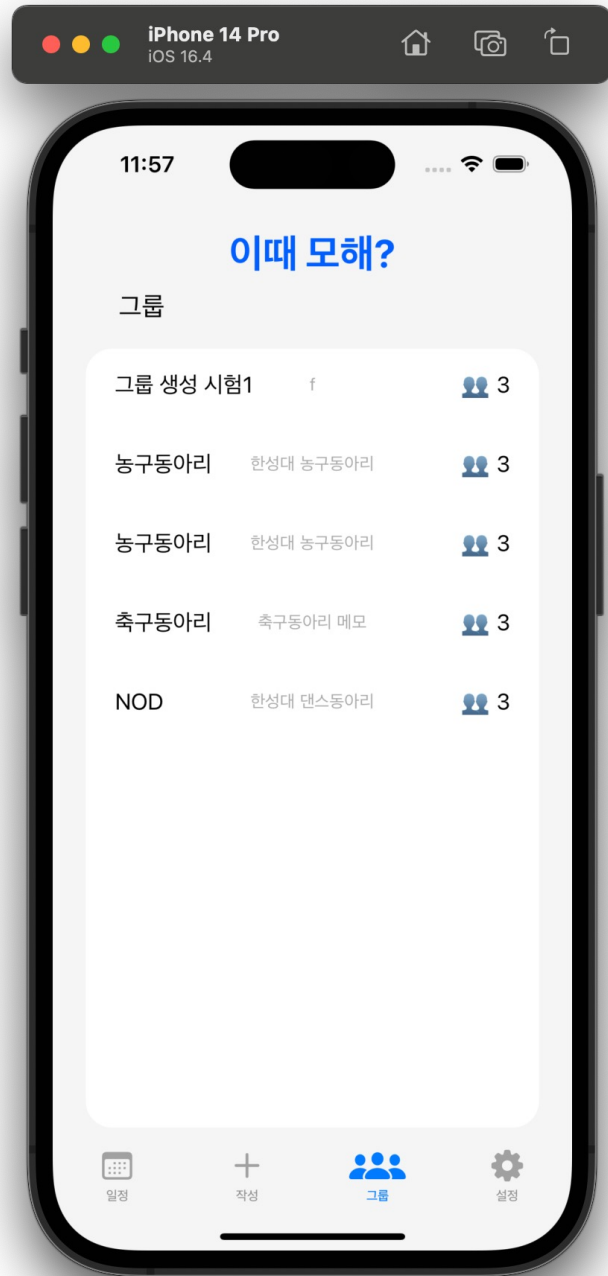 iPhone 14 Pro
iOS 16.4
11:57
이때 모해?
그룹
그룹 생성 시험1 f 3
농구동아리 한성대 농구동아리 3
농구동아리 한성대 농구동아리 3
축구동아리 축구동아리 메모 3
NOD 한성대 댄스동아리 3
일정 작성 그룹 설정